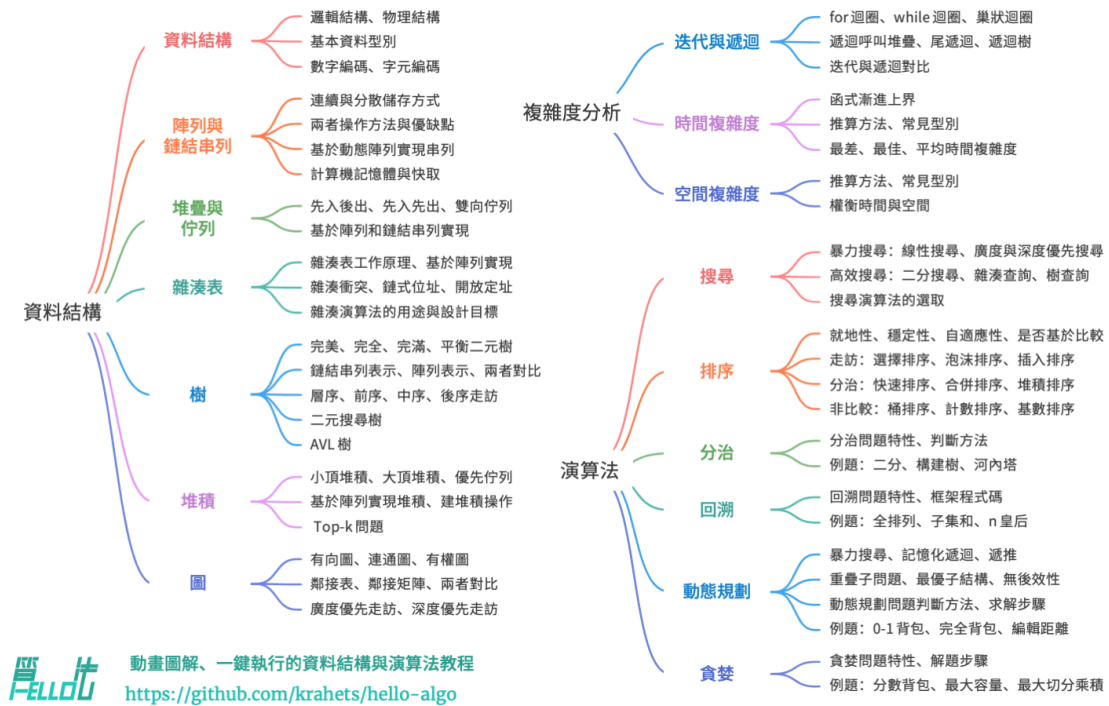 資料結構
資料結構
邏輯結構、物理結構
基本資料型別
數字編碼、字元編碼
陣列與
鏈結串列
連續與分散儲存方式
兩者操作方法與優缺點
基於動態陣列實現串列
計算機記憶體與快取
堆疊與
佇列
先入後出、先入先出、雙向佇列
基於陣列和鏈結串列實現
雜湊表
雜湊表工作原理、基於陣列實現
雜湊衝突、鏈式位址、開放定址
雜湊演算法的用途與設計目標
樹
完美、完全、完滿、平衡二元樹
鏈結串列表示、陣列表示、兩者對比
層序、前序、中序、後序走訪
二元搜尋樹
AVL 樹
堆積
小頂堆積、大頂堆積、優先佇列
基於陣列實現堆積、建堆積操作
Top-k 問題
圖
有向圖、連通圖、有權圖
鄰接表、鄰接矩陣、兩者對比
廣度優先走訪、深度優先走訪
複雜度分析
迭代與遞迴
for 迴圈、while 迴圈、巢狀迴圈
遞迴呼叫堆疊、尾遞迴、遞迴樹
迭代與遞迴對比
時間複雜度
函式漸進上界
推算方法、常見型別
最差、最佳、平均時間複雜度
空間複雜度
推算方法、常見型別
權衡時間與空間
演算法
搜尋
暴力搜尋：線性搜尋、廣度與深度優先搜尋
高效搜尋：二分搜尋、雜湊查詢、樹查詢
搜尋演算法的選取
排序
就地性、穩定性、自適應性、是否基於比較
走訪：選擇排序、泡沫排序、插入排序
分治：快速排序、合併排序、堆積排序
非比較：桶排序、計數排序、基數排序
分治
分治問題特性、判斷方法
例題：二分、構建樹、河內塔
回溯
回溯問題特性、框架程式碼
例題：全排列、子集和、n 皇后
動態規劃
暴力搜尋、記憶化遞迴、遞推
重疊子問題、最優子結構、無後效性
動態規劃問題判斷方法、求解步驟
例題：0-1 背包、完全背包、編輯距離
貪婪
貪婪問題特性、解題步驟
例題：分數背包、最大容量、最大切分乘積
HELLO
動畫圖解、一鍵執行的資料結構與演算法教程
https://github.com/krahets/hello-algo